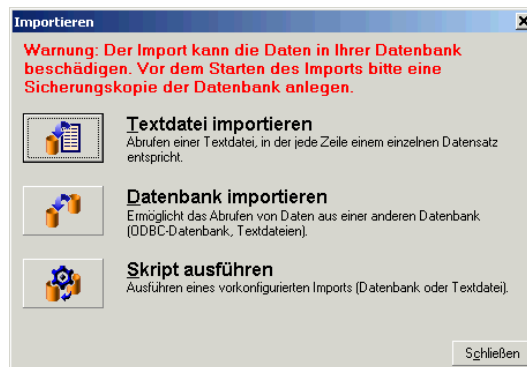 Importieren
Warnung: Der Import kann die Daten in Ihrer Datenbank
beschädigen. Vor dem Starten des Imports bitte eine
Sicherungskopie der Datenbank anlegen.
Textdatei importieren
Abrufen einer Textdatei, in der jede Zeile einem einzelnen Datensatz
entspricht.
Datenbank importieren
Ermöglicht das Abrufen von Daten aus einer anderen Datenbank
(ODBC-Datenbank, Textdateien).
Skript ausführen
Ausführen eines vorkonfigurierten Imports (Datenbank oder Textdatei).
Schließen